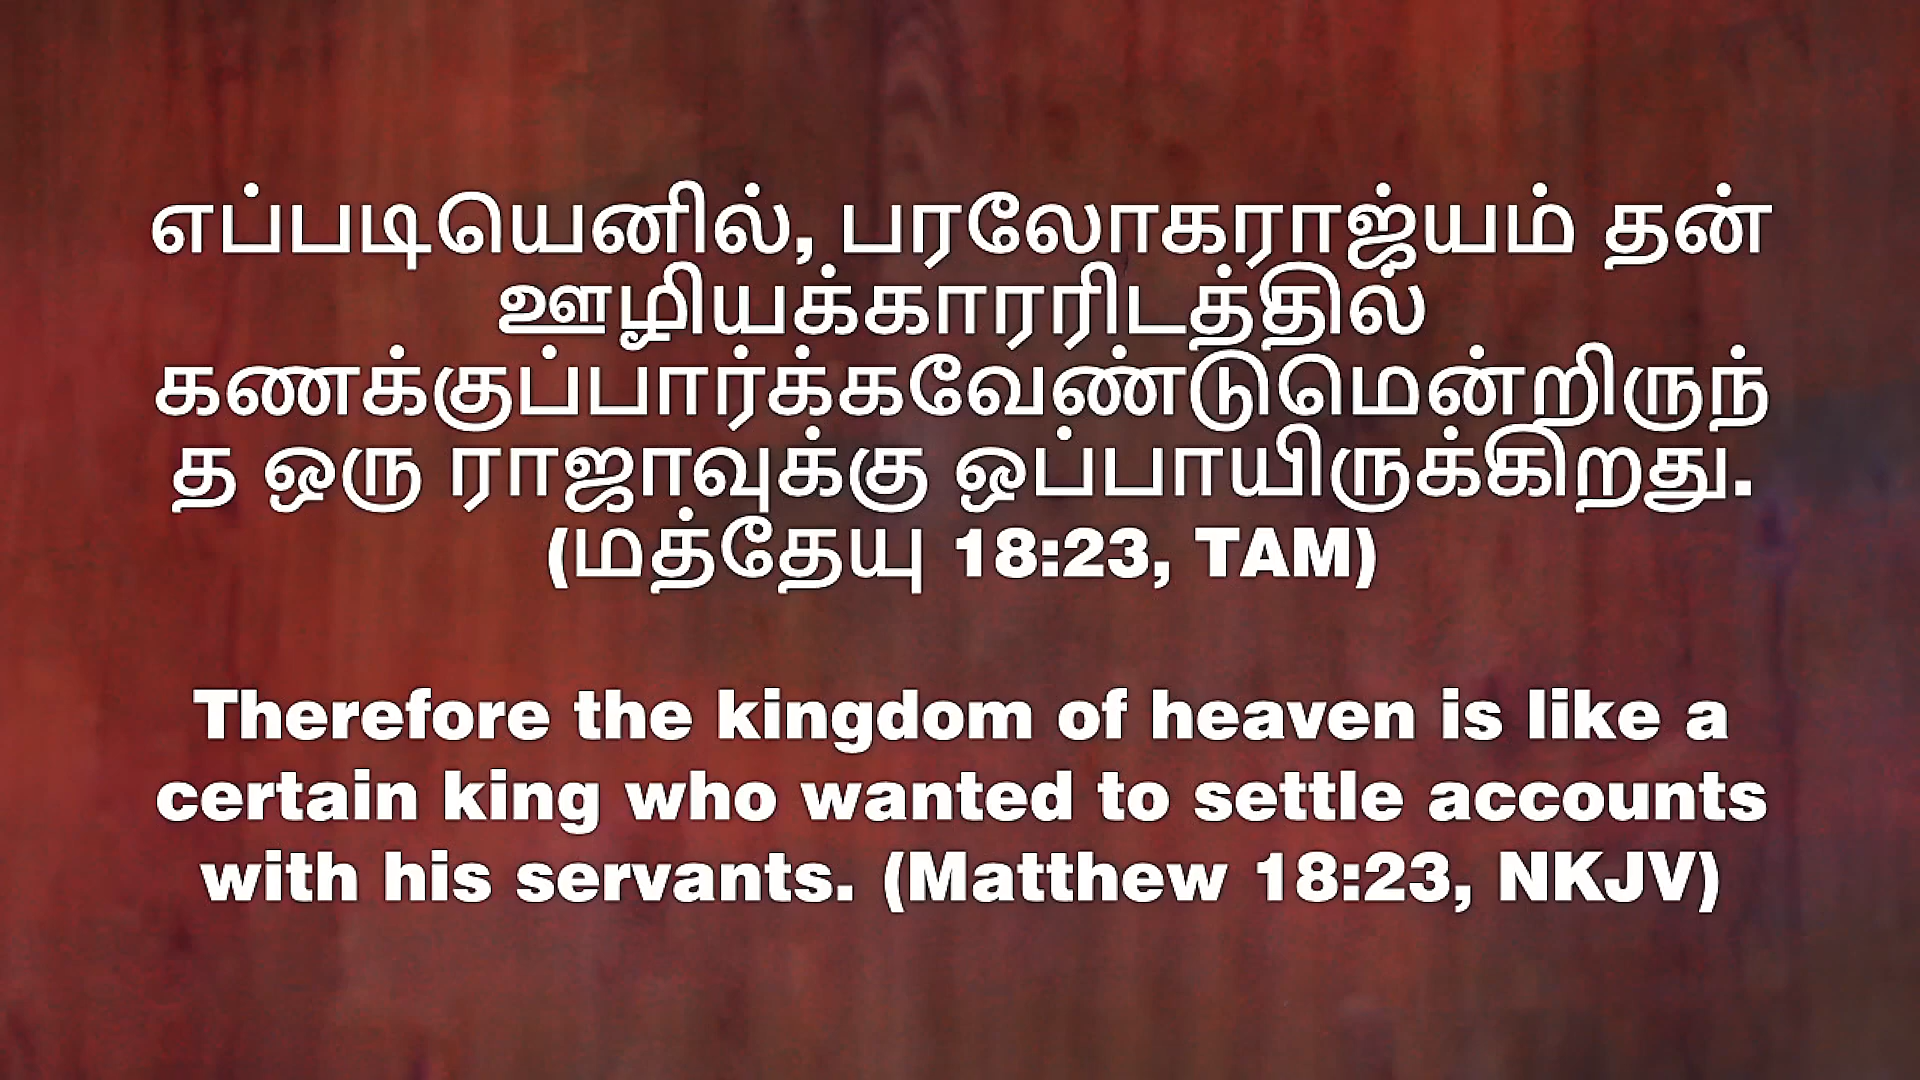 எப்படியெனில், பரலோகராஜ்யம் தன்
ஊழியக்காரரிடத்தில்
கணக்குப்பார்க்கவேண்டுமென்றிருந்
த ஒரு ராஜாவுக்கு ஒப்பாயிருக்கிறது.
(மத்தேயு 18:23, TAM)
Therefore the kingdom of heaven is like a
certain king who wanted to settle accounts
with his servants. (Matthew 18:23, NKJV)